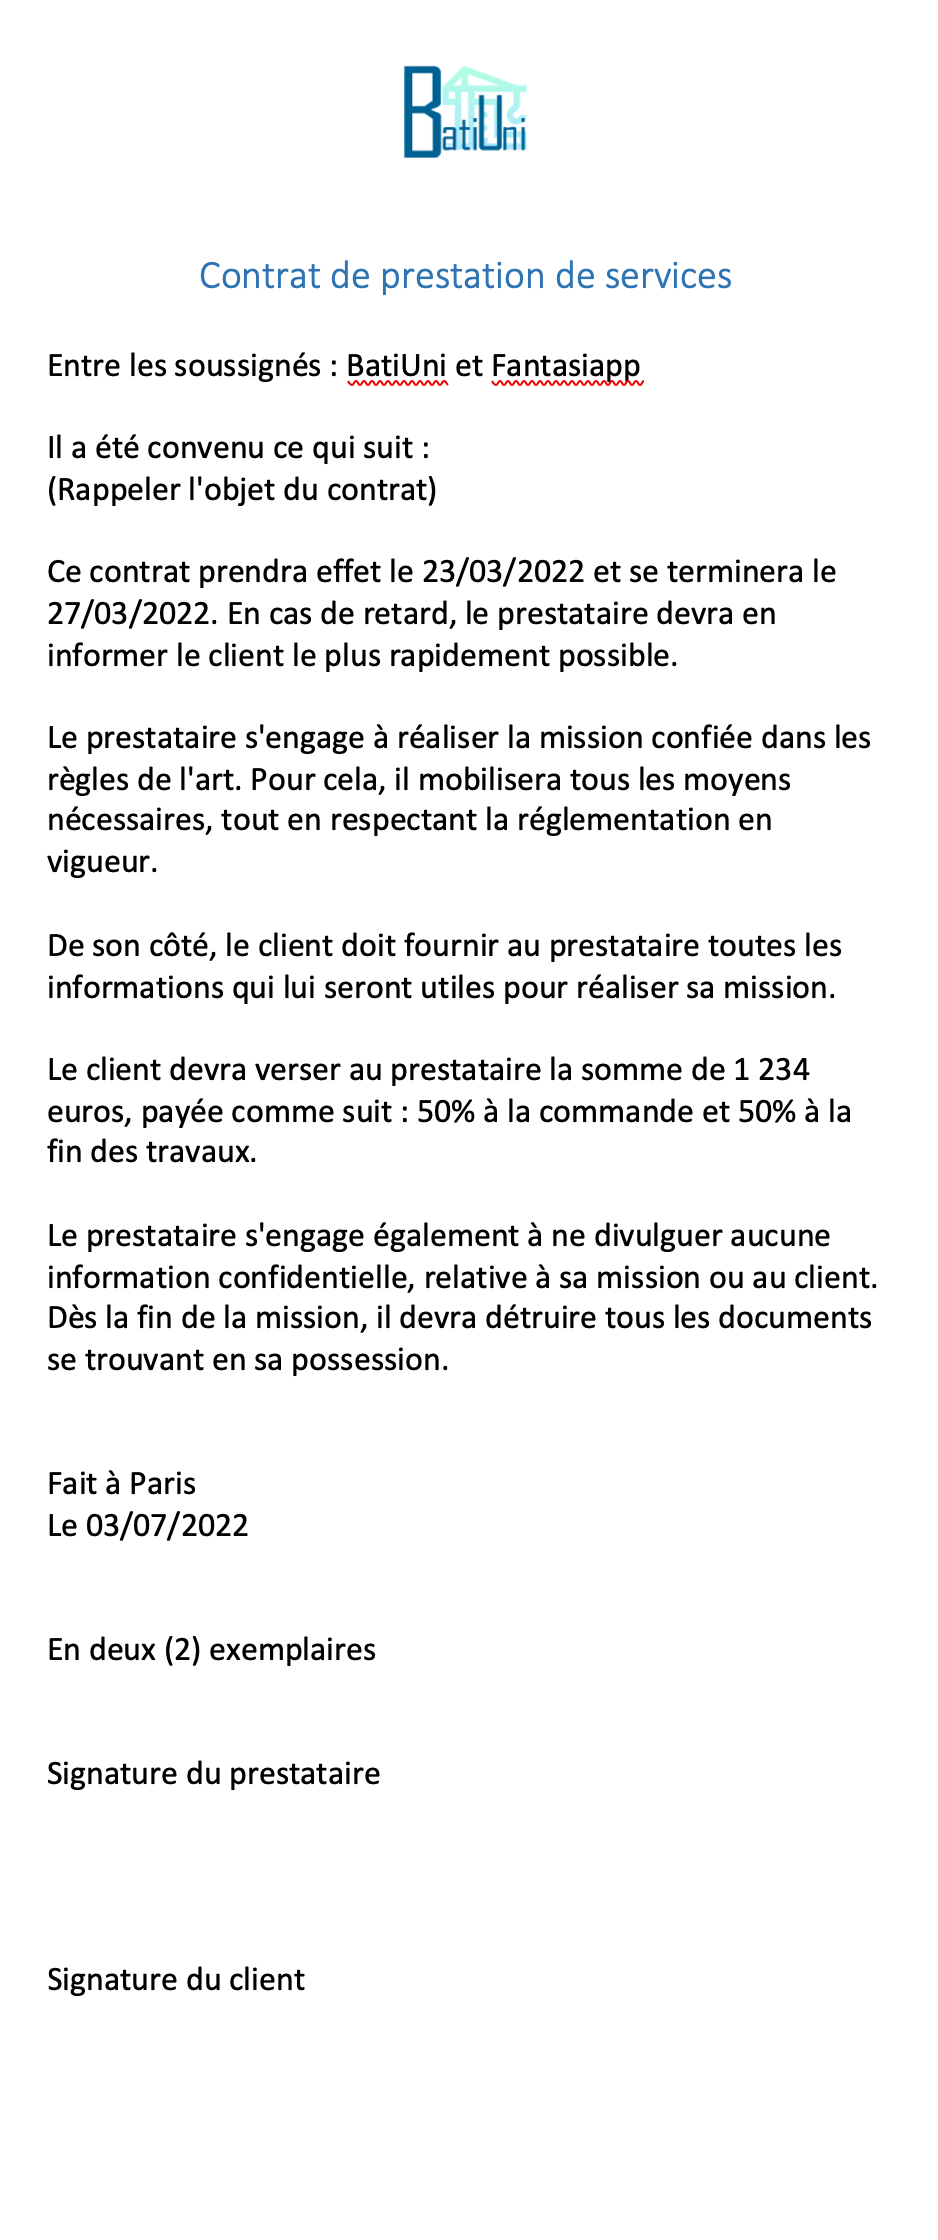 BatiUni
Contrat de prestation de services
Entre les soussignés : BatiUni et Fantasiapp
Il a été convenu ce qui suit :
(Rappeler l'objet du contrat)
Ce contrat prendra effet le 23/03/2022 et se terminera le
27/03/2022. En cas de retard, le prestataire devra en
informer le client le plus rapidement possible.
Le prestataire s'engage à réaliser la mission confiée dans les
règles de l'art. Pour cela, il mobilisera tous les moyens
nécessaires, tout en respectant la réglementation en
vigueur.
De son côté, le client doit fournir au prestataire toutes les
informations qui lui seront utiles pour réaliser sa mission.
Le client devra verser au prestataire la somme de 1 234
euros, payée comme suit : 50% à la commande et 50% à la
fin des travaux.
Le prestataire s'engage également à ne divulguer aucune
information confidentielle, relative à sa mission ou au client.
Dès la fin de la mission, il devra détruire tous les documents
se trouvant en sa possession.
Fait à Paris
Le 03/07/2022
En deux (2) exemplaires
Signature du prestataire
Signature du client